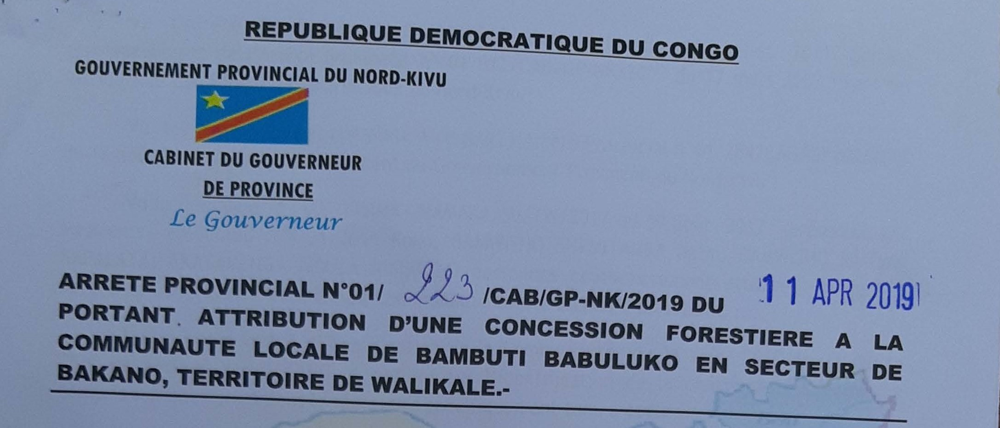 REPUBLIQUE DEMOCRATIQUE DU CONGO
GOUVERNEMENT PROVINCIAL DU NORD-KIVU
CABINET DU GOUVERNEUR
DE PROVINCE
Le Gouverneur
ARRETE PROVINCIAL N°01/ 223 /CAB/GP-NK/2019 DU 11 APR 2019
PORTANT. ATTRIBUTION D'UNE CONCESSION FORESTIERE A LA
COMMUNAUTE LOCALE DE BAMBUTI BABULUKO EN SECTEUR DE
BAKANO, TERRITOIRE DE WALIKALE.-